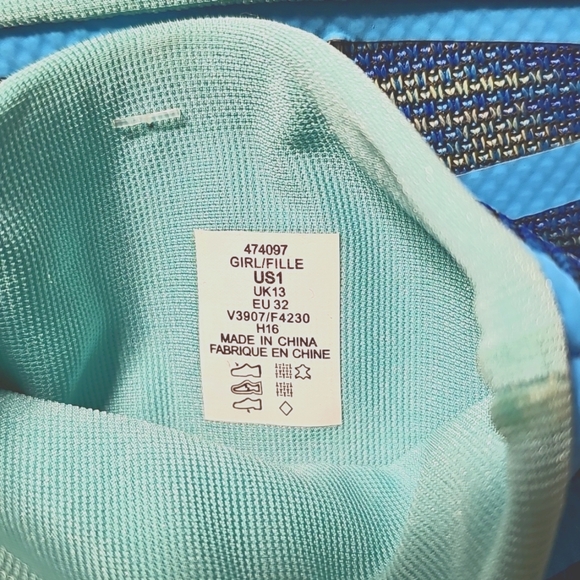 474097
GIRL/FILLE
US1
UK13
EU 32
V3907/F4230
H16
MADE IN CHINA
FABRIQUE EN CHINE